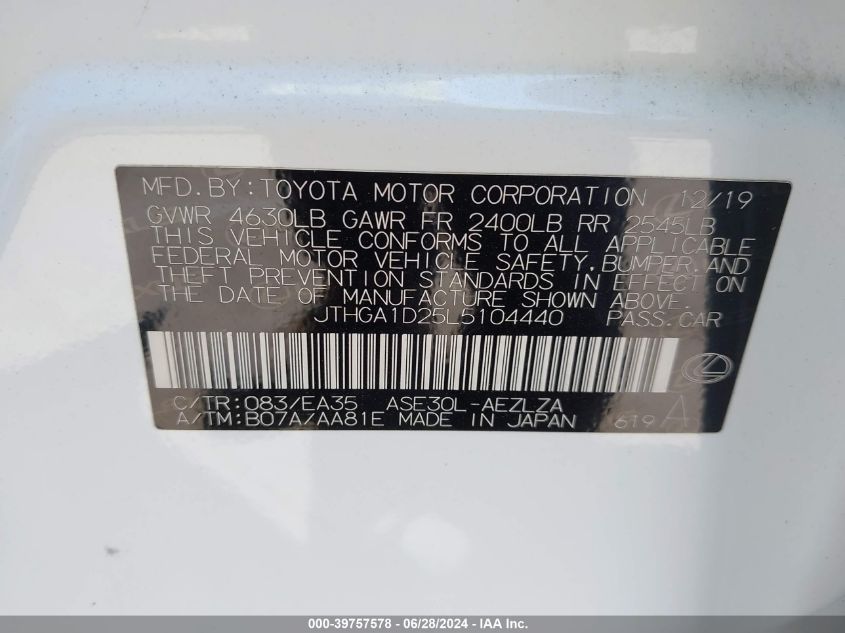 MFD.BY:TOYOTA MOTOR CORPORATION 12/19
GVWR 4630LB GAWR FR 2400LB RR 2545LB
THIS VEHICLE CONFORMS TO ALL APPLICABLE
FEDERAL MOTOR VEHICLE SAFETY,BUMPER,AND
THEFT PREVENTION STANDARDS IN EFFECT ON
THE DATE OF MANUFACTURE SHOWN ABOVE.
JTHGA1D25L5104440 PASS.CAR
C/TR:083/EA35 ASE30L-AEZLZA
A/TM:B07A/AA81E MADE IN JAPAN 619 A
000-39757578 | 06/28/2024 | IAA Inc.